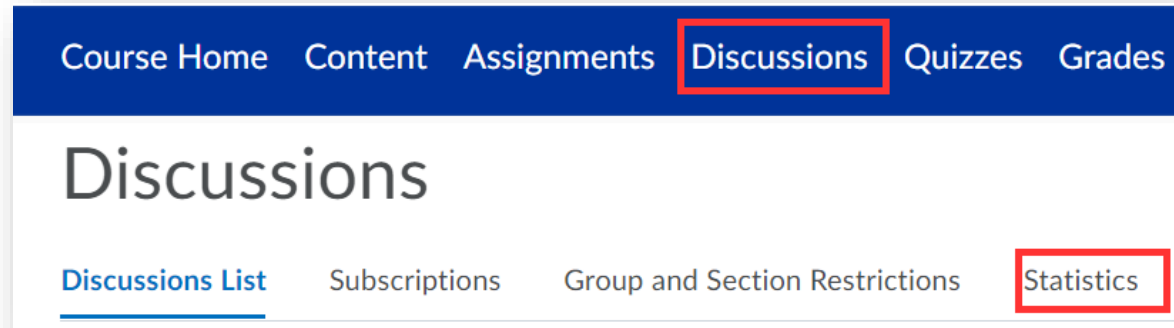 Course Home Content Assignments Discussions Quizzes Grades
Discussions
Discussions List Subscriptions Group and Section Restrictions Statistics